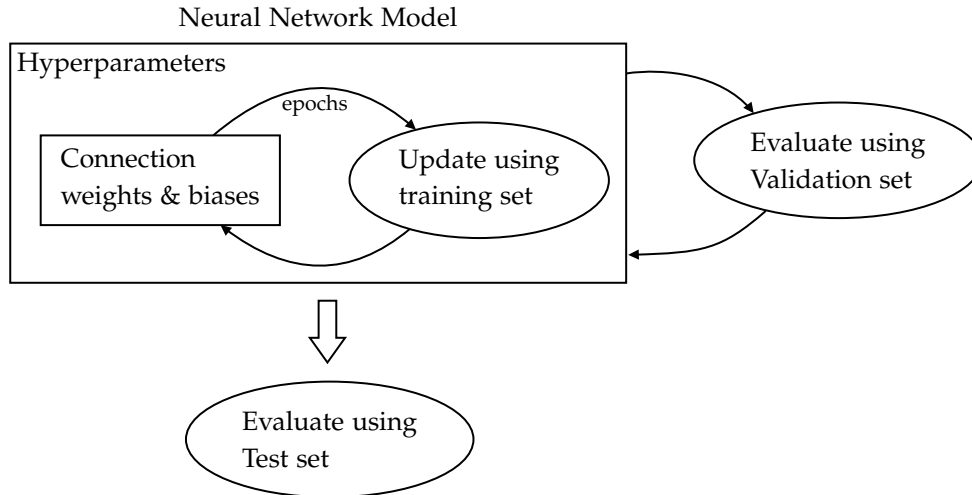 Neural Network Model
Hyperparameters
epochs
Connection
weights & biases
Update using
training set
Evaluate using
Validation set
Evaluate using
Test set